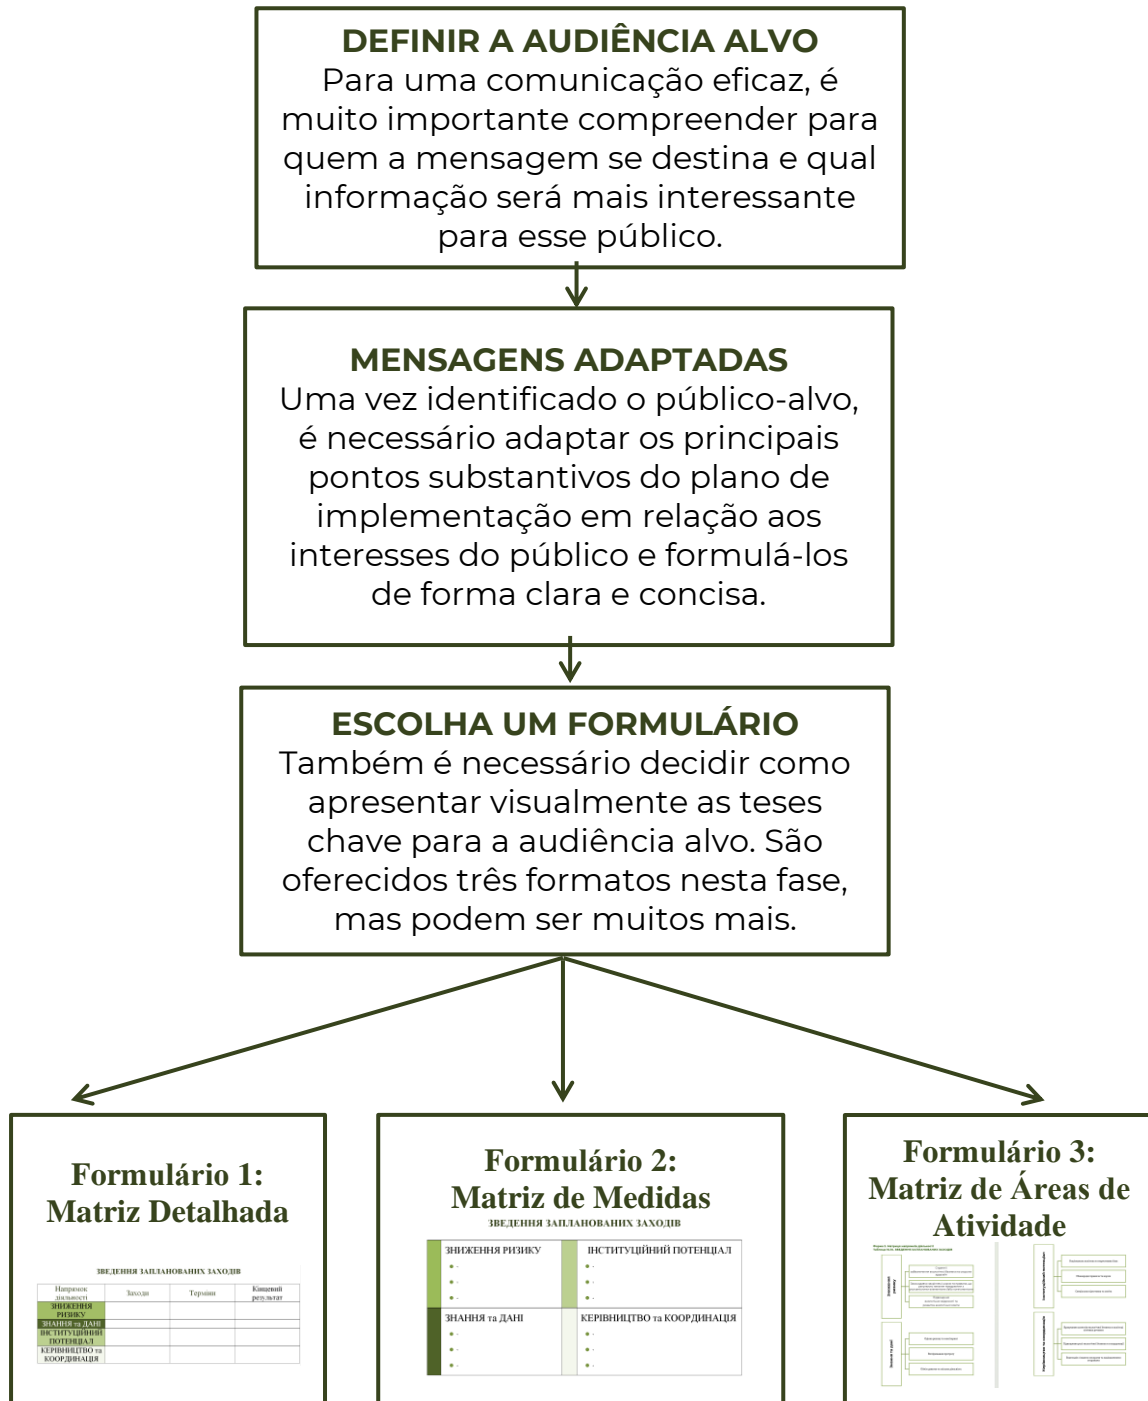 DEFINIR A AUDIÊNCIA ALVO
Para uma comunicação eficaz, é
muito importante compreender para
quem a mensagem se destina e qual
informação será mais interessante
para esse público.
MENSAGENS ADAPTADAS
Uma vez identificado o público-alvo,
é necessário adaptar os principais
pontos substantivos do plano de
implementação em relação aos
interesses do público e formulá-los
de forma clara e concisa.
ESCOLHA UM FORMULÁRIO
Também é necessário decidir como
apresentar visualmente as teses
chave para a audiência alvo. São
oferecidos três formatos nesta fase,
mas podem ser muitos mais.
Formulário 1:
Matriz Detalhada
ЗВЕДЕННЯ ЗАПЛАНОВАНИХ ЗАХОДІВ
Напрямок
діяльності
Заходи
Терміни
Кінцевий
результат
ЗНИЖЕННЯ
РИЗИКУ
ЗНАННЯ та ДАНІ
ІНСТИТУЦІЙНИЙ
ПОТЕНЦІАЛ
КЕРІВНИЦТВО та
КООРДИНАЦІЯ
Formulário 2:
Matriz de Medidas
ЗВЕДЕННЯ ЗАПЛАНОВАНИХ ЗАХОДІВ
ЗНИЖЕННЯ РИЗИКУ
ІНСТИТУЦІЙНИЙ ПОТЕНЦІАЛ
ЗНАННЯ та ДАНІ
КЕРІВНИЦТВО та КООРДИНАЦІЯ
Formulário 3:
Matriz de Áreas de
Atividade